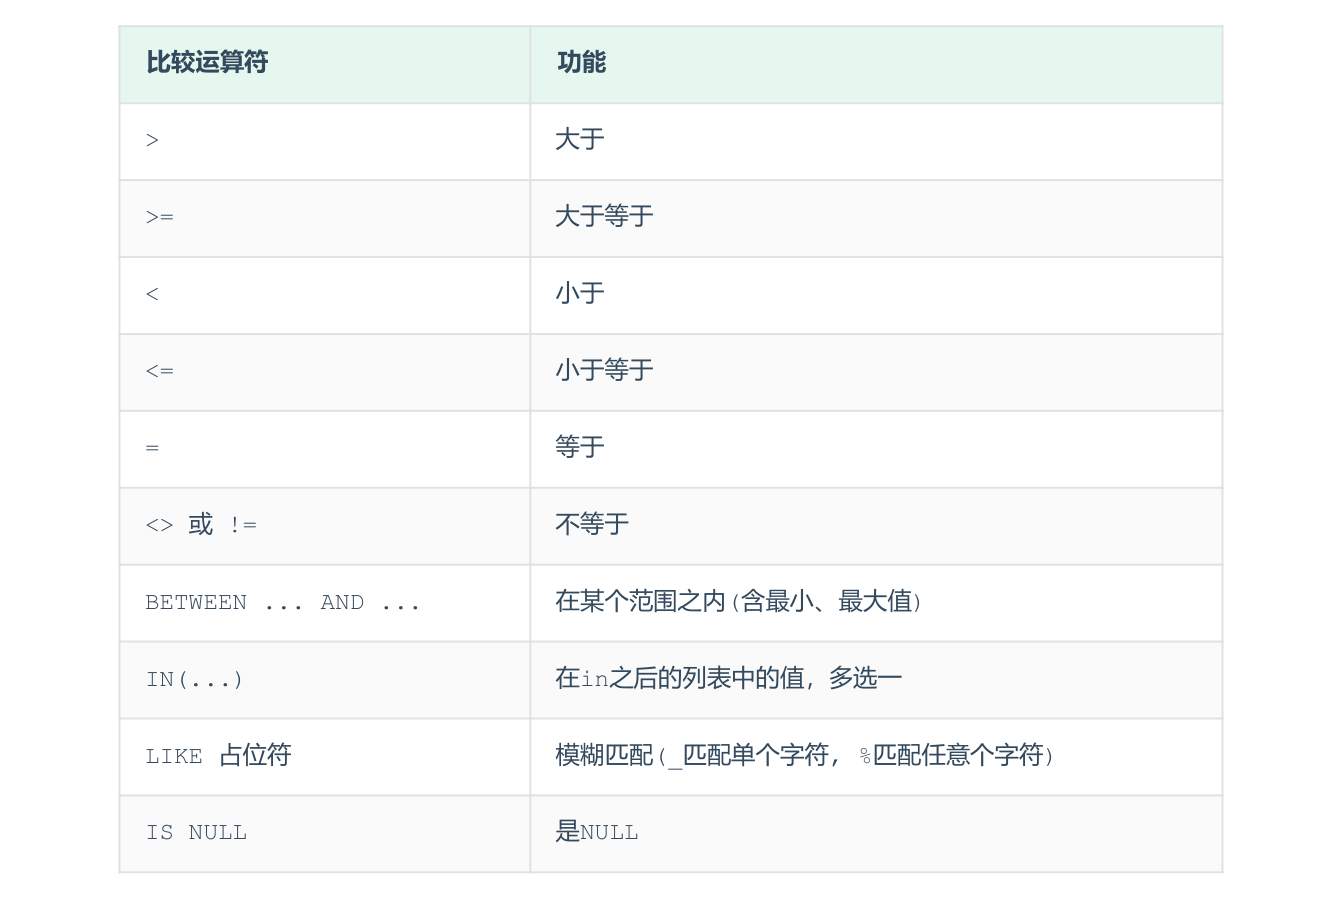 比较运算符 功能
> 大于
>= 大于等于
< 小于
<= 小于等于
= 等于
<> 或 != 不等于
BETWEEN ... AND ... 在某个范围之内(含最小、最大值)
IN(...) 在in之后的列表中的值，多选一
LIKE 占位符 模糊匹配(_匹配单个字符, %匹配任意个字符)
IS NULL 是NULL